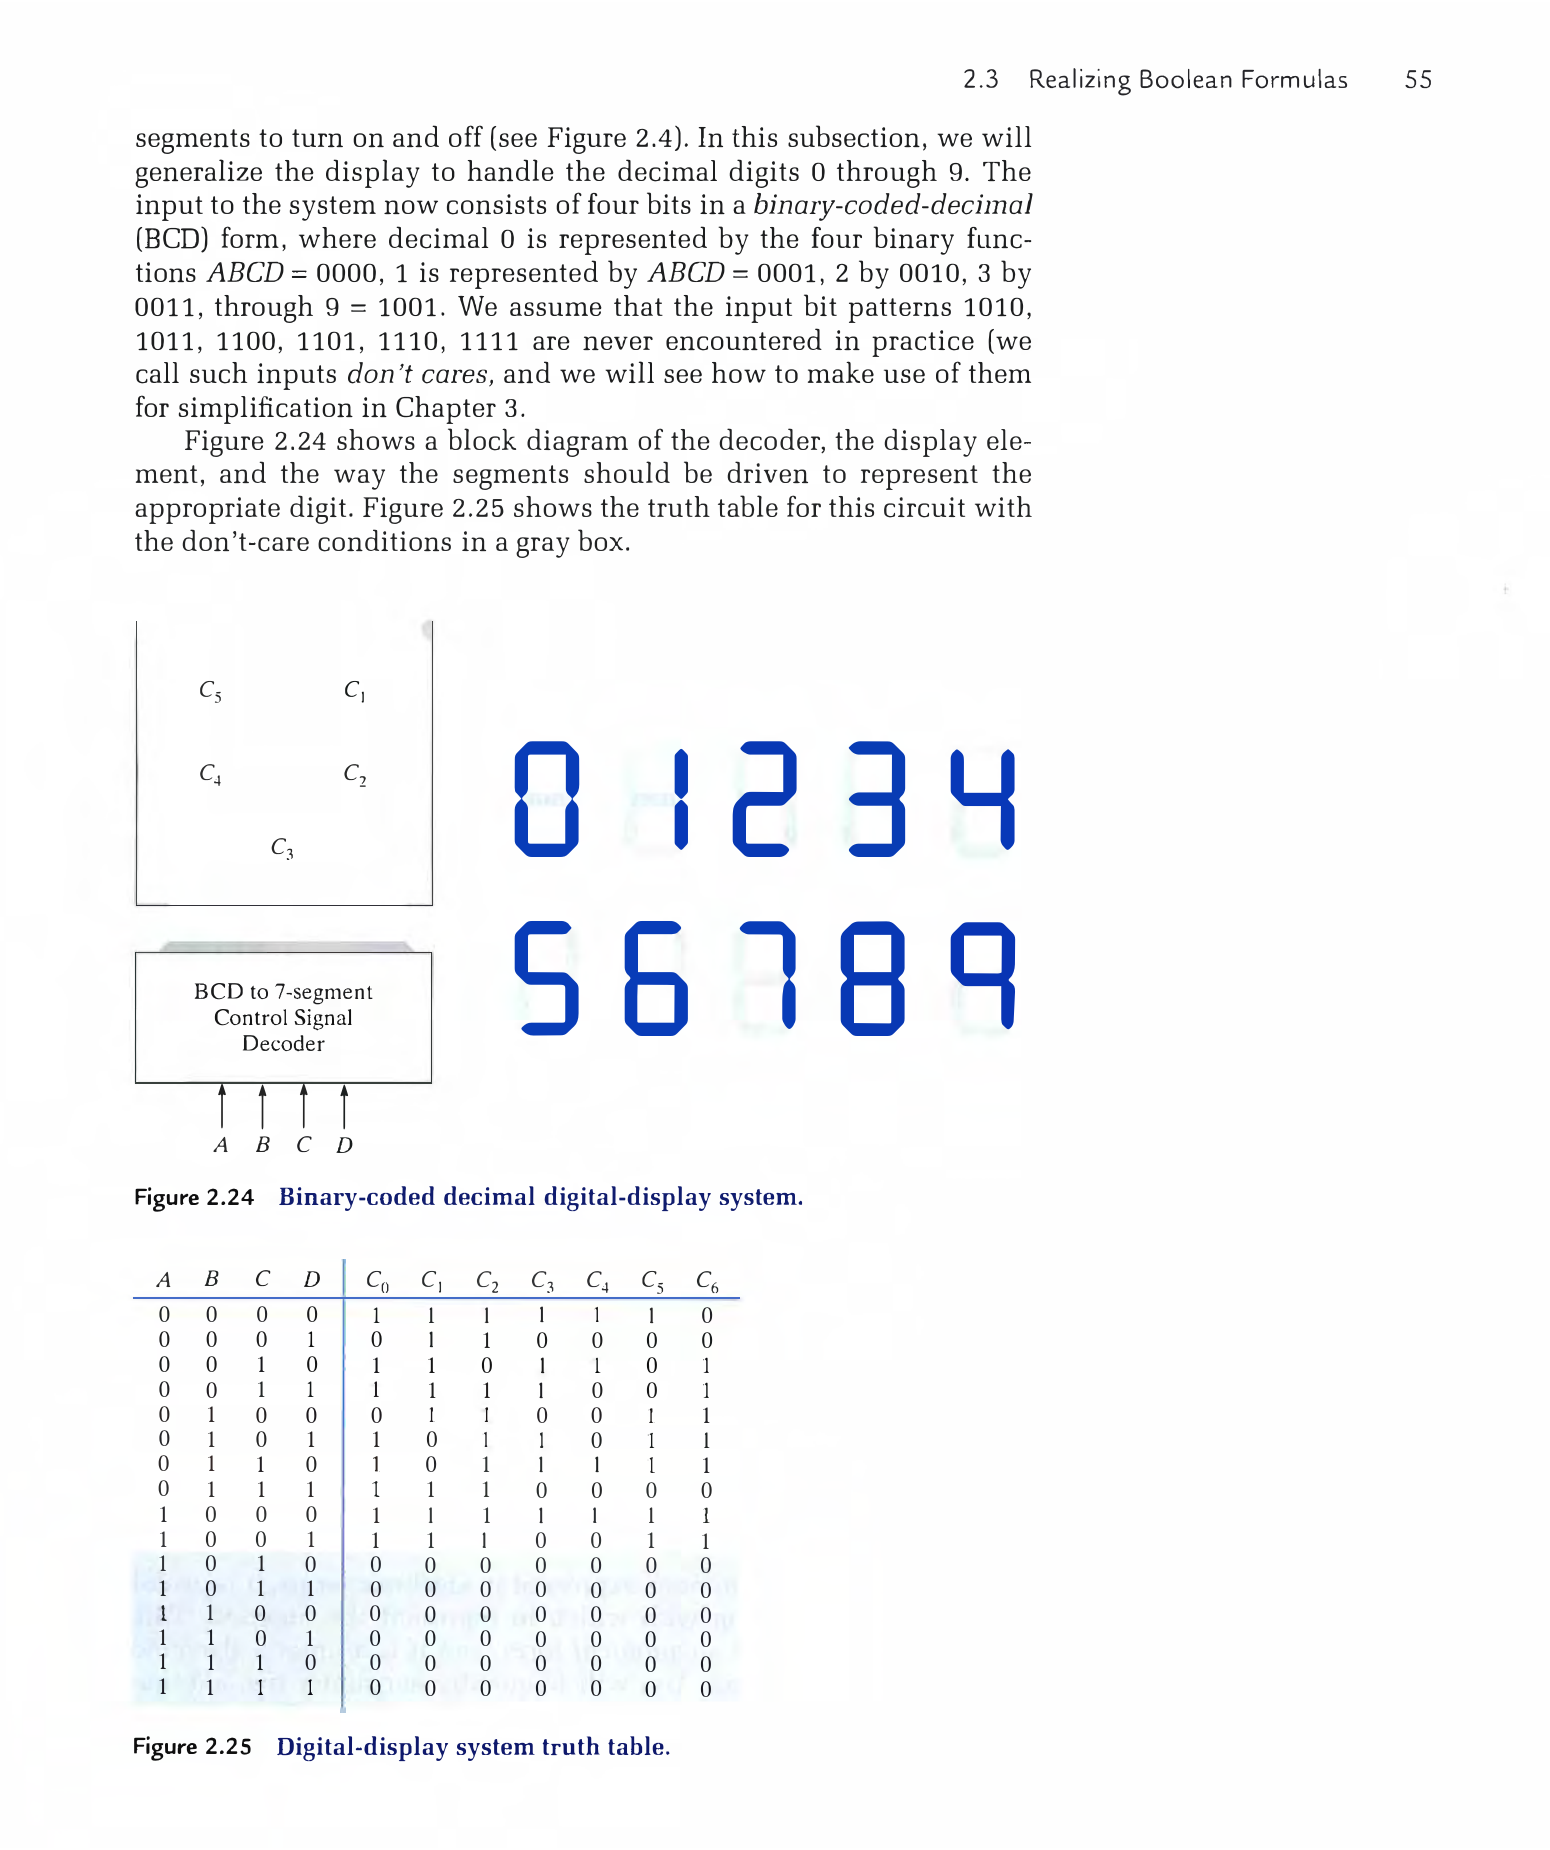 2.3 Realizing Boolean Formulas 55
segments to turn on and off (see Figure 2.4). In this subsection, we will
generalize the display to handle the decimal digits 0 through 9. The
input to the system now consists of four bits in a binary-coded-decimal
(BCD) form, where decimal 0 is represented by the four binary func-
tions ABCD = 0000, 1 is represented by ABCD = 0001, 2 by 0010, 3 by
0011, through 9 = 1001. We assume that the input bit patterns 1010,
1011, 1100, 1101, 1110, 1111 are never encountered in practice (we
call such inputs don't cares, and we will see how to make use of them
for simplification in Chapter 3.
Figure 2.24 shows a block diagram of the decoder, the display ele-
ment, and the way the segments should be driven to represent the
appropriate digit. Figure 2.25 shows the truth table for this circuit with
the don't-care conditions in a gray box.
C5 C1
C4 C2
C3
0 1 2 3 4
5 6 7 8 9
BCD to 7-segment
Control Signal
Decoder
A B C D
Figure 2.24 Binary-coded decimal digital-display system.
A B C D C0 C1 C2 C3 C4 C5 C6
0 0 0 0 1 1 1 1 1 1 0
0 0 0 1 0 1 1 0 0 0 0
0 0 1 0 1 1 0 1 1 0 1
0 0 1 1 1 1 1 1 0 0 1
0 1 0 0 0 1 1 0 0 1 1
0 1 0 1 1 0 1 1 0 1 1
0 1 1 0 1 0 1 1 1 1 1
0 1 1 1 1 1 1 0 0 0 0
1 0 0 0 1 1 1 1 1 1 1
1 0 0 1 1 1 1 0 0 1 1
1 0 1 0 0 0 0 0 0 0 0
1 0 1 1 0 0 0 0 0 0 0
1 1 0 0 0 0 0 0 0 0 0
1 1 0 1 0 0 0 0 0 0 0
1 1 1 0 0 0 0 0 0 0 0
1 1 1 1 0 0 0 0 0 0 0
Figure 2.25 Digital-display system truth table.